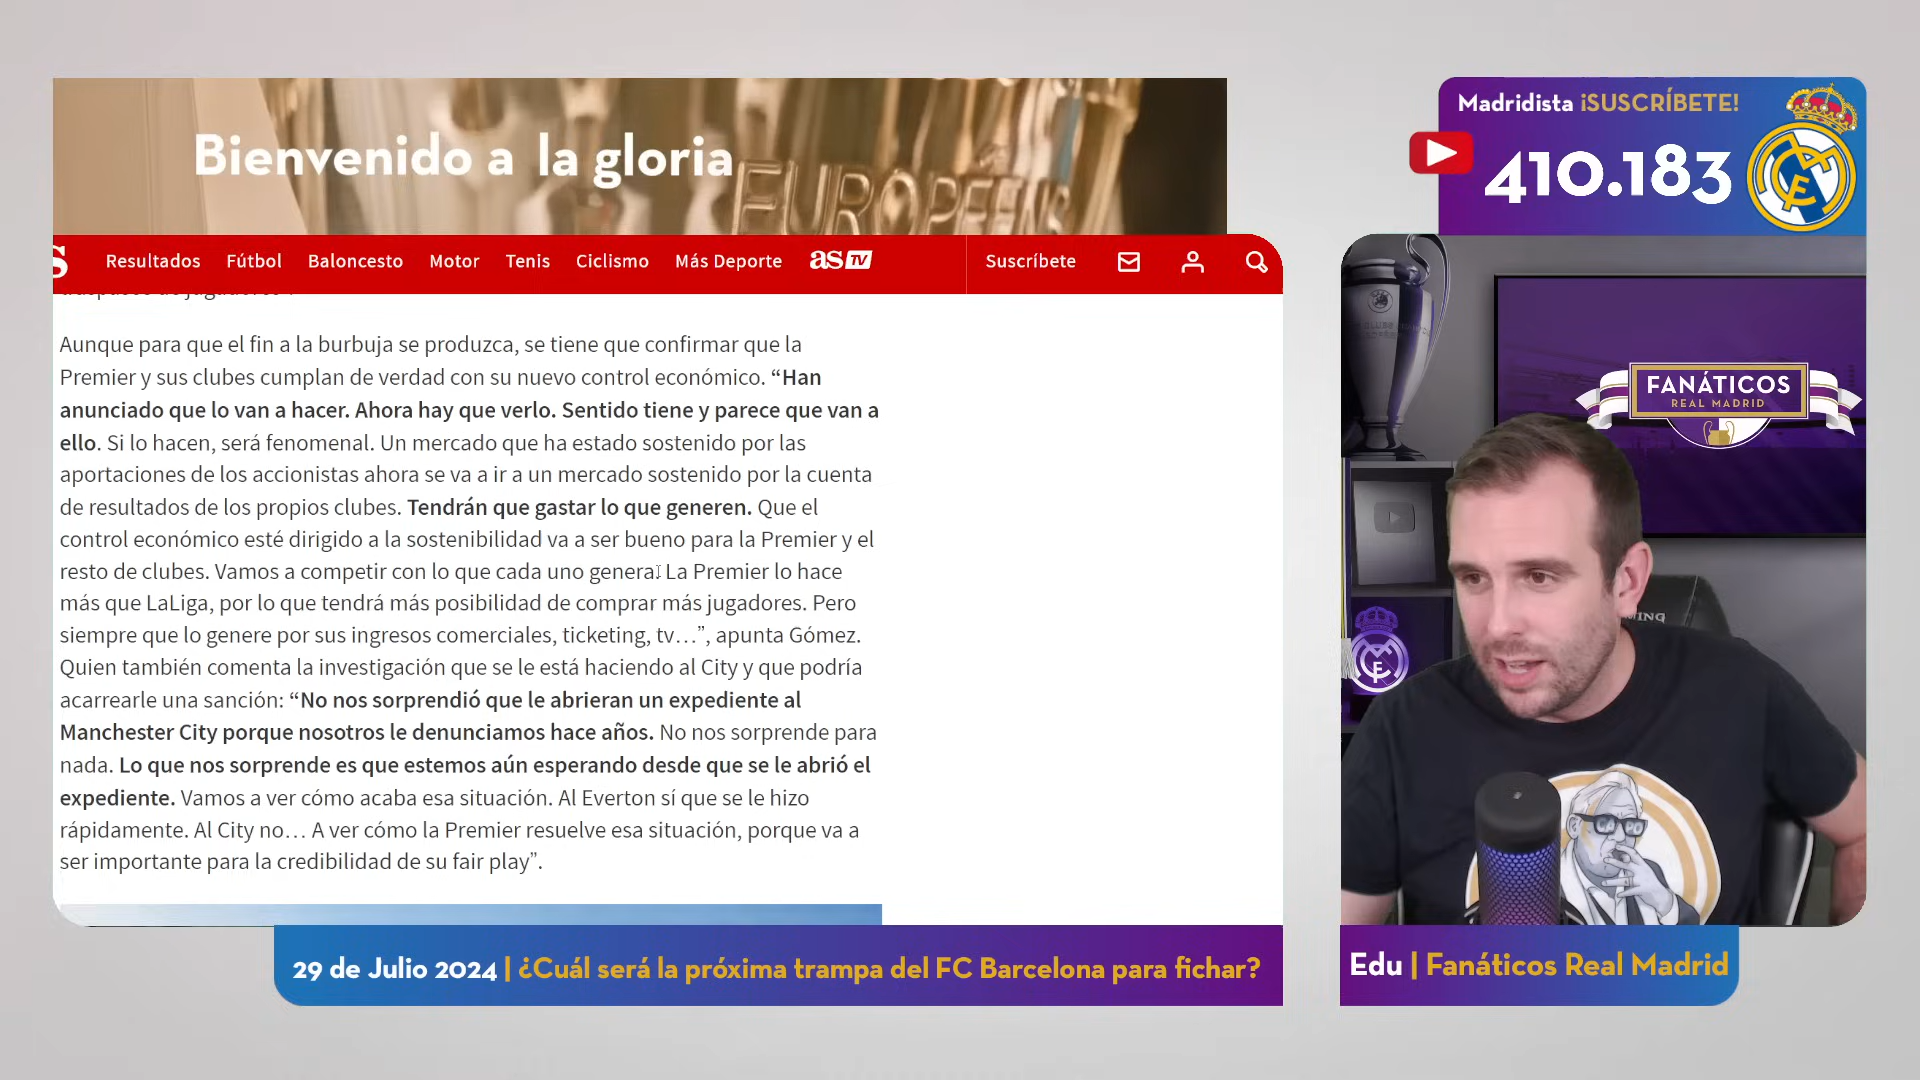 Bienvenido a la gloria
EUROPÉENS
Madridista ¡SUSCRÍBETE!
410.183
Resultados Fútbol Baloncesto Motor Tenis Ciclismo Más Deporte as TV Suscríbete
Aunque para que el fin a la burbuja se produzca, se tiene que confirmar que la
Premier y sus clubes cumplan de verdad con su nuevo control económico. “Han
anunciado que lo van a hacer. Ahora hay que verlo. Sentido tiene y parece que van a
ello. Si lo hacen, será fenomenal. Un mercado que ha estado sostenido por las
aportaciones de los accionistas ahora se va a ir a un mercado sostenido por la cuenta
de resultados de los propios clubes. Tendrán que gastar lo que generen. Que el
control económico esté dirigido a la sostenibilidad va a ser bueno para la Premier y el
resto de clubes. Vamos a competir con lo que cada uno genera. La Premier lo hace
más que LaLiga, por lo que tendrá más posibilidad de comprar más jugadores. Pero
siempre que lo genere por sus ingresos comerciales, ticketing, tv…”, apunta Gómez.
Quien también comenta la investigación que se le está haciendo al City y que podría
acarrearle una sanción: “No nos sorprendió que le abrieran un expediente al
Manchester City porque nosotros le denunciamos hace años. No nos sorprende para
nada. Lo que nos sorprende es que estemos aún esperando desde que se le abrió el
expediente. Vamos a ver cómo acaba esa situación. Al Everton sí que se le hizo
rápidamente. Al City no… A ver cómo la Premier resuelve esa situación, porque va a
ser importante para la credibilidad de su fair play”.
FANÁTICOS
REAL MADRID
CAPO
29 de Julio 2024 | ¿Cuál será la próxima trampa del FC Barcelona para fichar?
Edu | Fanáticos Real Madrid